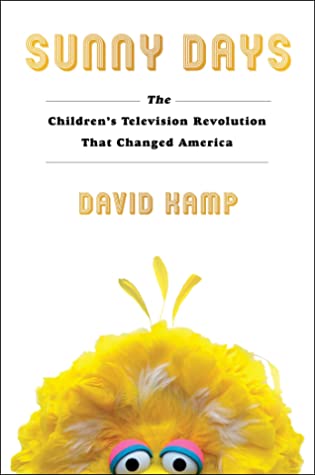 SUNNY DAYS
The
Children's Television Revolution
That Changed America
DAVID KAMP